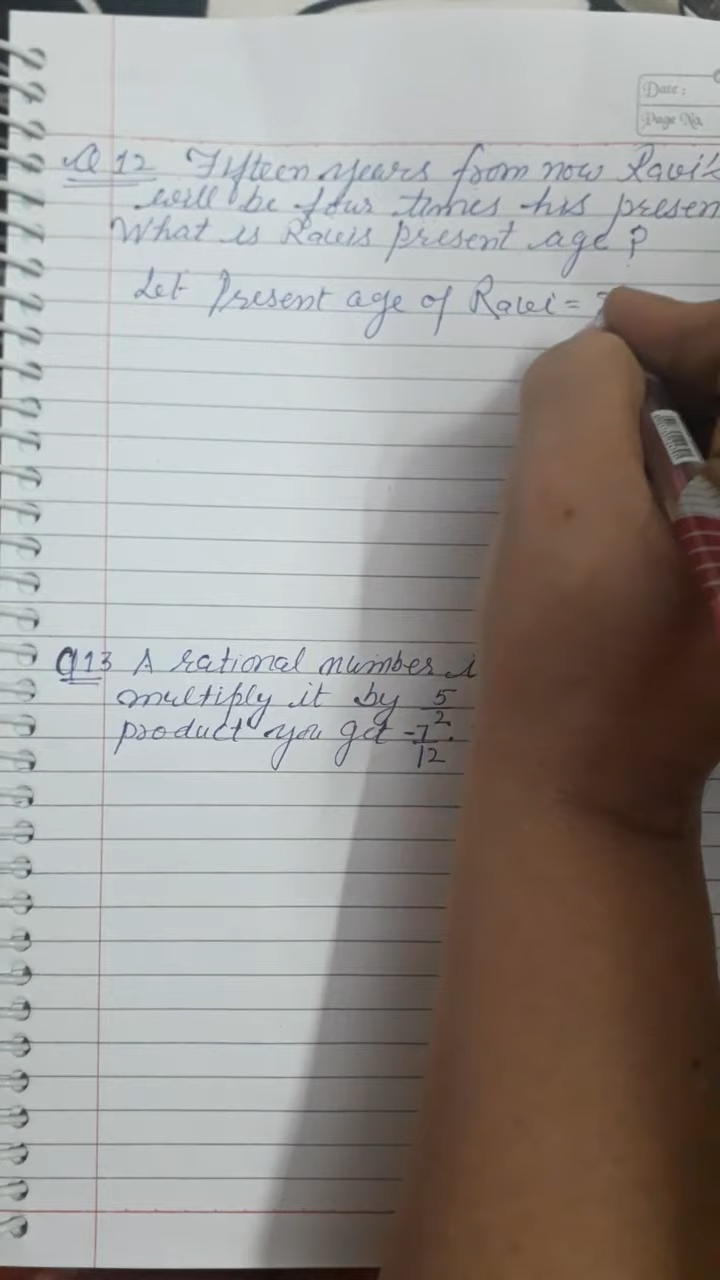 Date:
Page No.
Q 12 Fifteen years from now Ravi's
will be four times his presen
What is Ravis present age?
Let Present age of Ravi =
Q13 A rational number i
multiply it by 5/2
product you get -7/12.